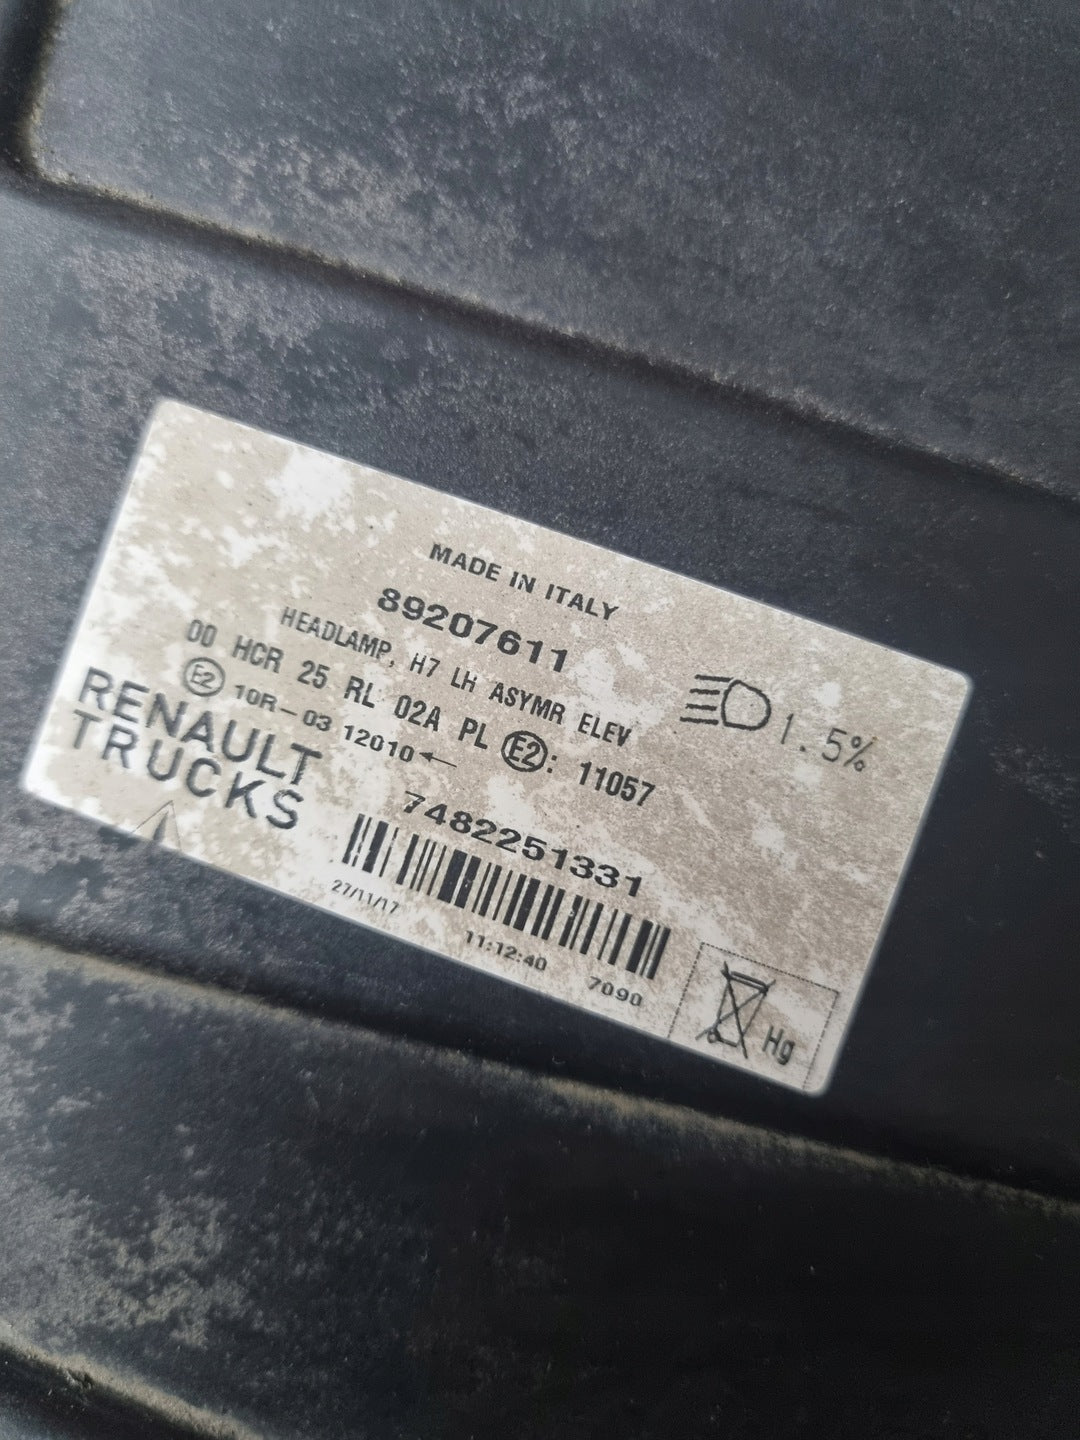 MADE IN ITALY
89207611
HEADLAMP, H7 LH ASYMR ELEV
00 HCR 25 RL 02A PL E2: 11057
E2 10R-03 12010←
1.5%
RENAULT
TRUCKS
7482251331
27/11/17 11:12:40 7090
Hg